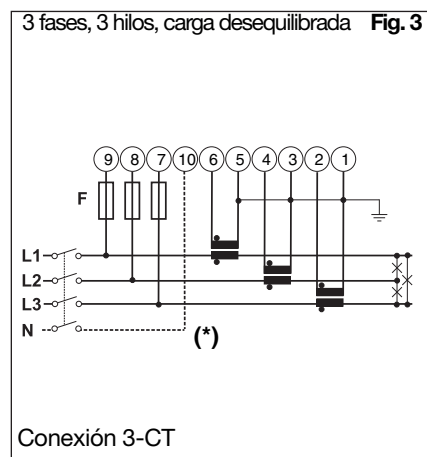 3 fases, 3 hilos, carga desequilibrada Fig. 3
9 8 7 10 6 5 4 3 2 1
F
L1
L2
L3
N
(*)
Conexión 3-CT